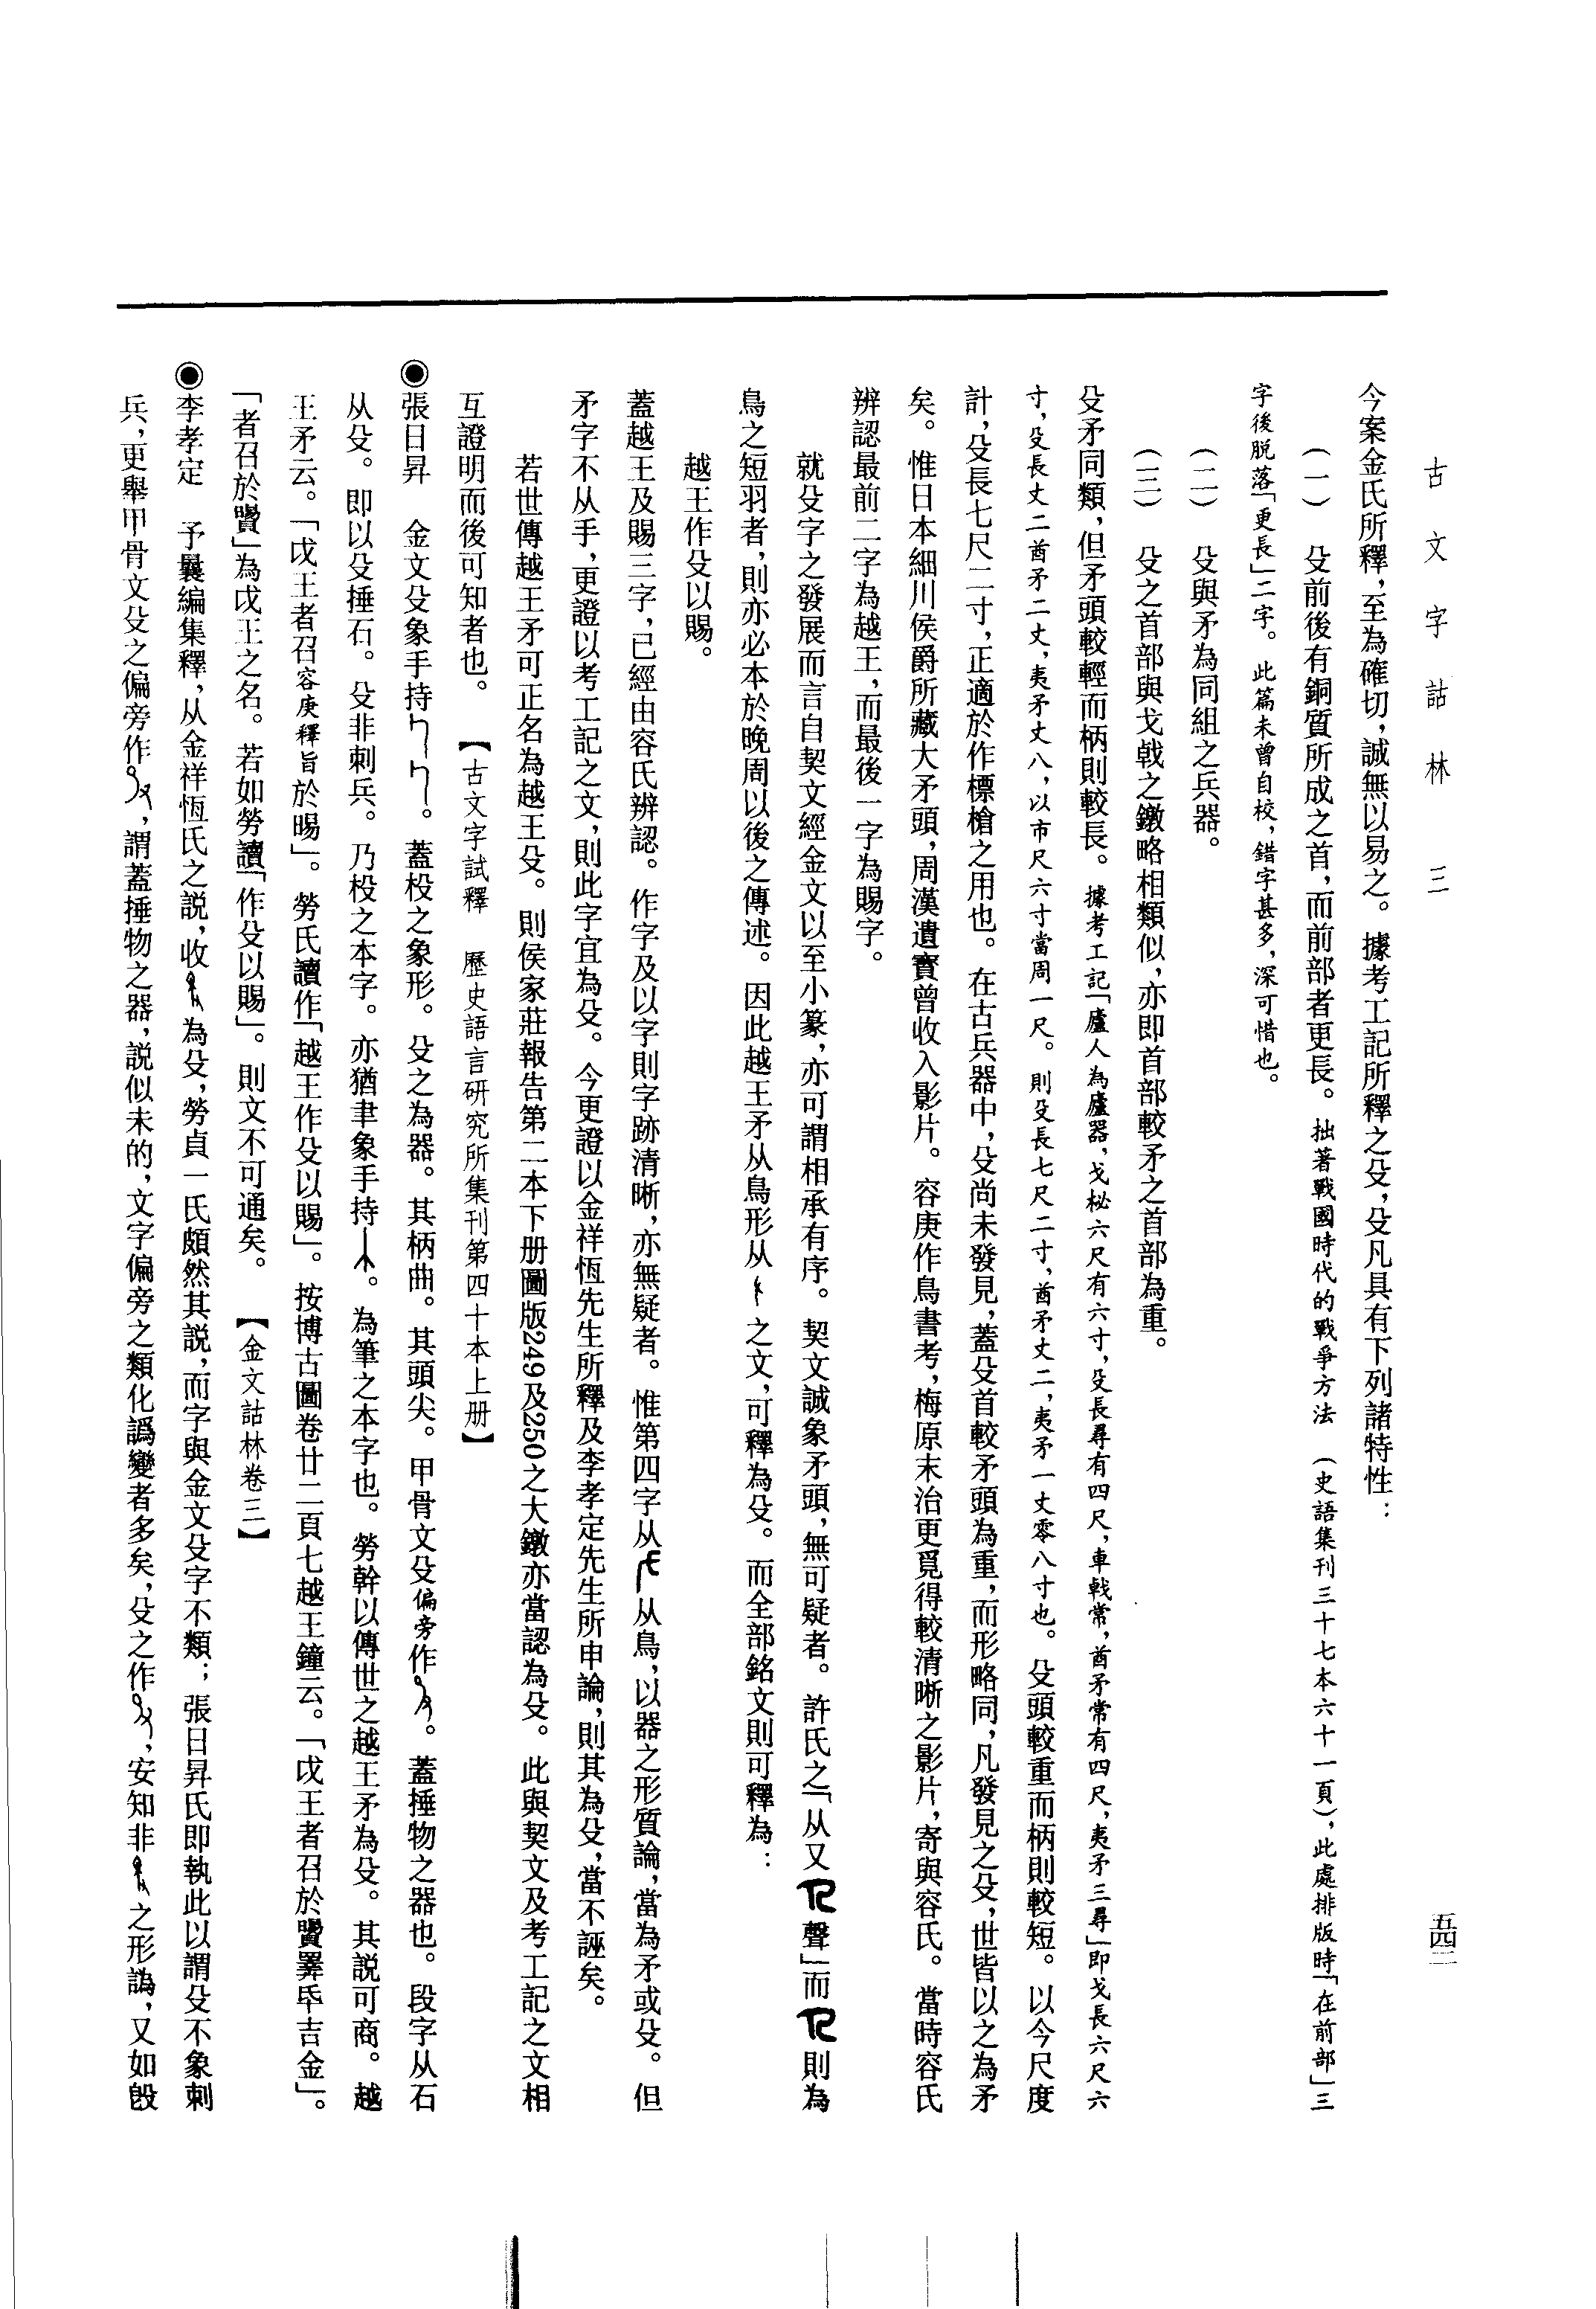 古文字詁林 三
五四二
今案金氏所釋，至為確切，誠無以易之。據考工記所釋之殳，殳凡具有下列諸特性：
（一） 殳前後有銅質所成之首，而前部者更長。拙著戰國時代的戰爭方法（史語集刊三十七本六十一頁），此處排版時「在前部」三
字後脫落「更長」二字。此篇未曾自校，錯字甚多，深可惜也。
（二） 殳與矛為同組之兵器。
（三） 殳之首部與戈戟之鐓略相類似，亦即首部較矛之首部為重。
殳矛同類，但矛頭較輕而柄則較長。據考工記「廬人為廬器，戈柲六尺有六寸，殳長尋有四尺，車戟常，酋矛常有四尺，夷矛三尋」即戈長六尺六
寸，殳長丈二酋矛二丈，夷矛丈八，以市尺六寸當周一尺。則殳長七尺二寸，酋矛丈二，夷矛一丈零八寸也。殳頭較重而柄則較短。以今尺度
計，殳長七尺二寸，正適於作標槍之用也。在古兵器中，殳尚未發見，蓋殳首較矛頭為重，而形略同，凡發見之殳，世皆以之為矛
矣。惟日本細川侯爵所藏大矛頭，周漢遺寶曾收入影片。容庚作鳥書考，梅原末治更覓得較清晰之影片，寄與容氏。當時容氏
辨認最前二字為越王，而最後一字為賜字。
就殳字之發展而言自契文經金文以至小篆，亦可謂相承有序。契文誠象矛頭，無可疑者。許氏之「从又聲」而則為
鳥之短羽者，則亦必本於晚周以後之傳述。因此越王矛从鳥形从之文，可釋為殳。而全部銘文則可釋為：
越王作殳以賜。
蓋越王及賜三字，已經由容氏辨認。作字及以字則字跡清晰，亦無疑者。惟第四字从从鳥，以器之形質論，當為矛或殳。但
矛字不从手，更證以考工記之文，則此字宜為殳。今更證以金祥恆先生所釋及李孝定先生所申論，則其為殳，當不誣矣。
若世傳越王矛可正名為越王殳。則侯家莊報告第二本下册圖版249及250之大鐓亦當認為殳。此與契文及考工記之文相
互證明而後可知者也。【古文字試釋 歷史語言研究所集刊第四十本上册】
◉張日昇 金文殳象手持。蓋杸之象形。殳之為器。其柄曲。其頭尖。甲骨文殳偏旁作。蓋捶物之器也。段字从石
从殳。即以殳捶石。殳非刺兵。乃杸之本字。亦猶聿象手持。為筆之本字也。勞幹以傳世之越王矛為殳。其説可商。越
王矛云。「戉王者召容庚釋旨於賜」。勞氏讀作「越王作殳以賜」。按博古圖卷廿二頁七越王鐘云。「戉王者召於睪氒吉金」。
「者召於」為戉王之名。若如勞讀「作殳以賜」。則文不可通矣。【金文詁林卷三】
◉李孝定 予曩編集釋，从金祥恆氏之説，收為殳，勞貞一氏頗然其説，而字與金文殳字不類；張日昇氏即執此以謂殳不象刺
兵，更舉甲骨文殳之偏旁作，謂蓋捶物之器，説似未的，文字偏旁之類化譌變者多矣，殳之作，安知非之形譌，又如